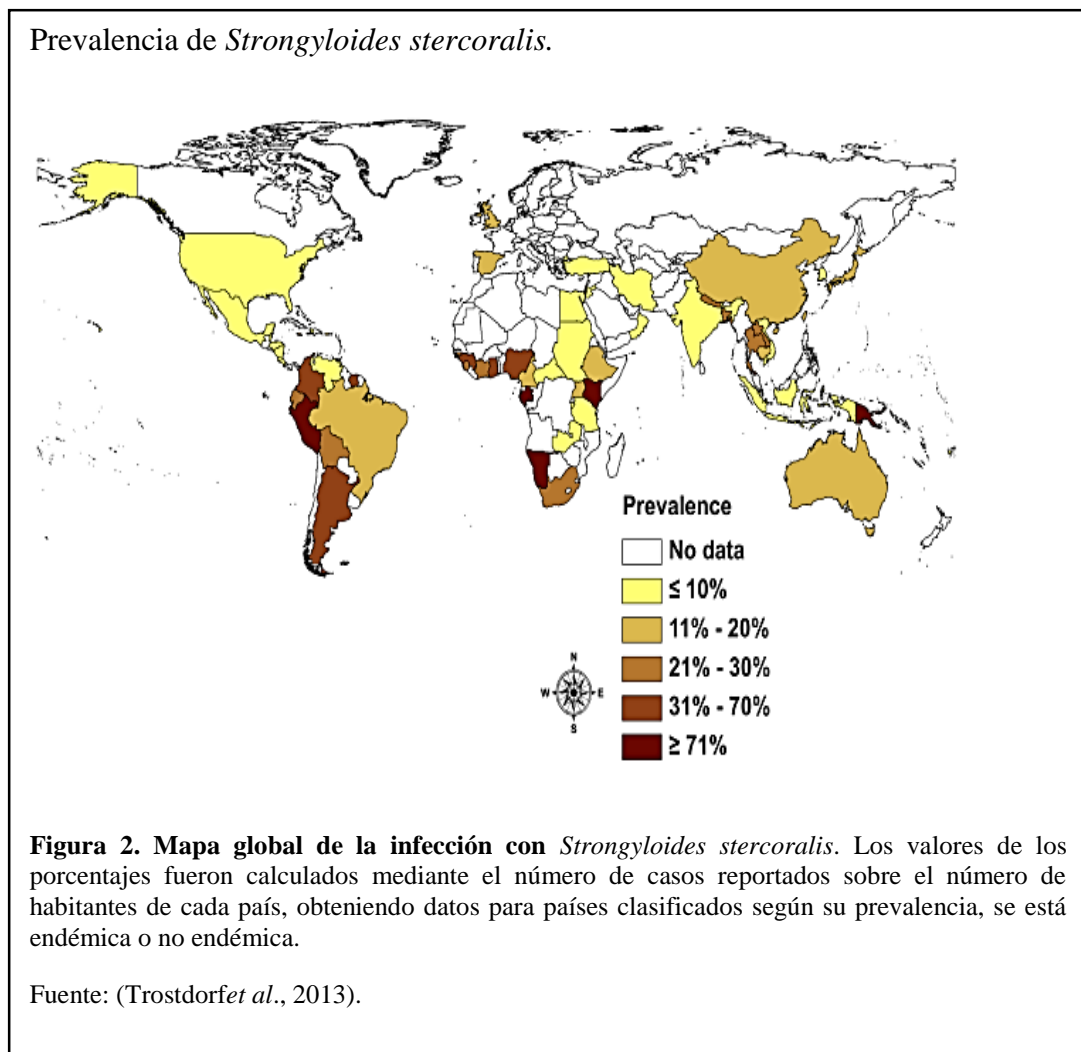 Prevalencia de Strongyloides stercoralis.
Prevalence
No data
≤ 10%
11% - 20%
21% - 30%
31% - 70%
≥ 71%
N
W E
S
Figura 2. Mapa global de la infección con Strongyloides stercoralis. Los valores de los
porcentajes fueron calculados mediante el número de casos reportados sobre el número de
habitantes de cada país, obteniendo datos para países clasificados según su prevalencia, se está
endémica o no endémica.
Fuente: (Trostdorfet al., 2013).